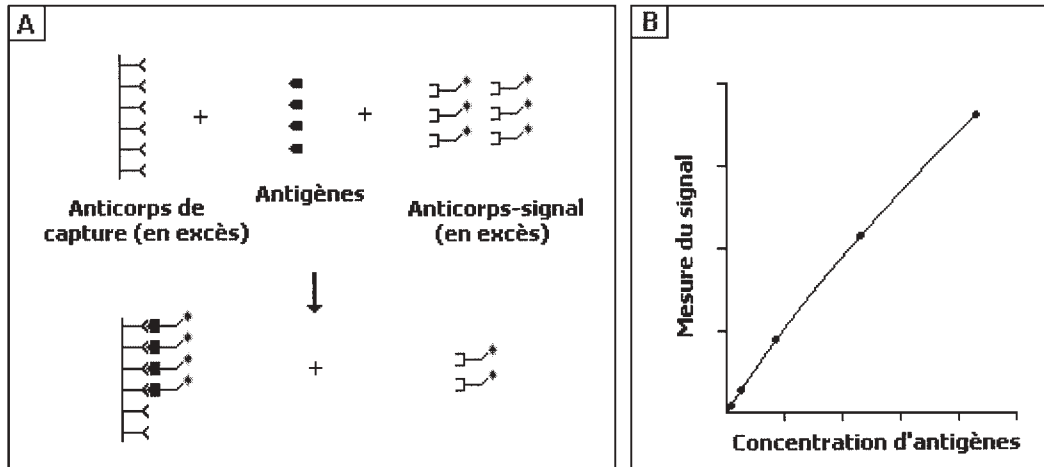 A
+
+
Anticorps de
capture (en excès)
Antigènes
Anticorps-signal
(en excès)
+
B
Mesure du signal
Concentration d'antigènes